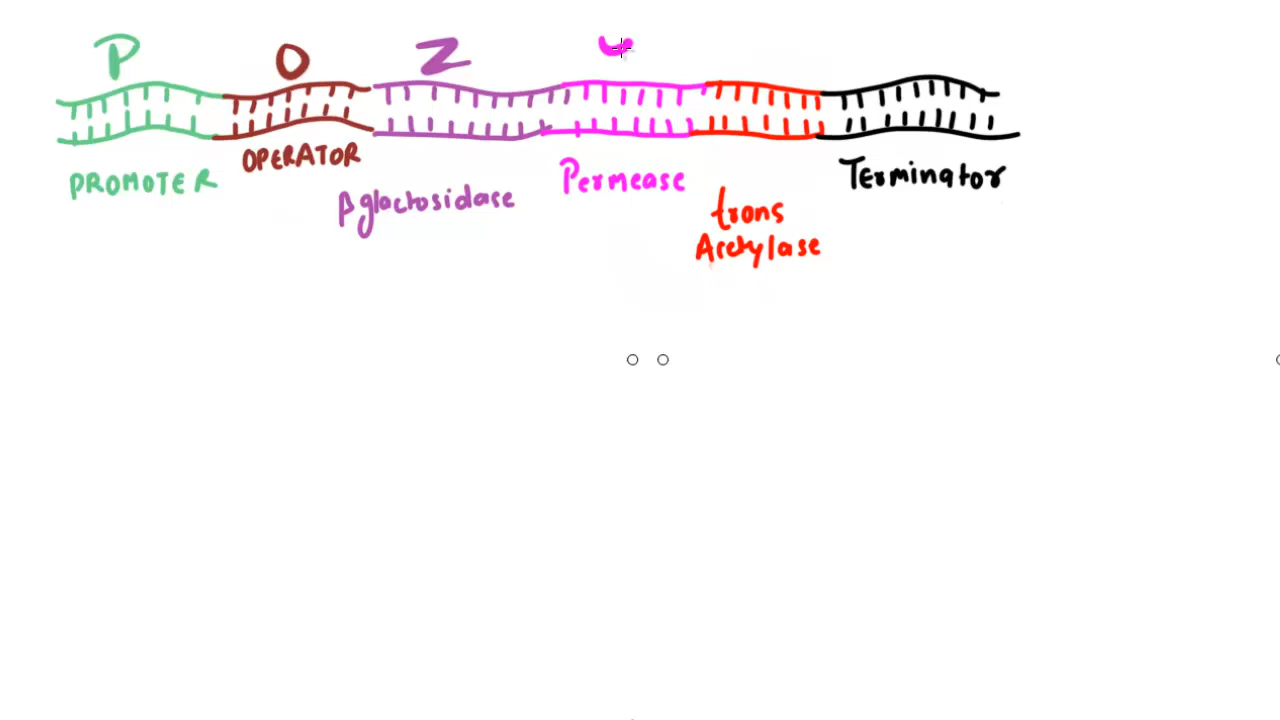 P O Z
PROMOTER
OPERATOR
βglactosidase
Permease
trans
Acetylase
Terminator